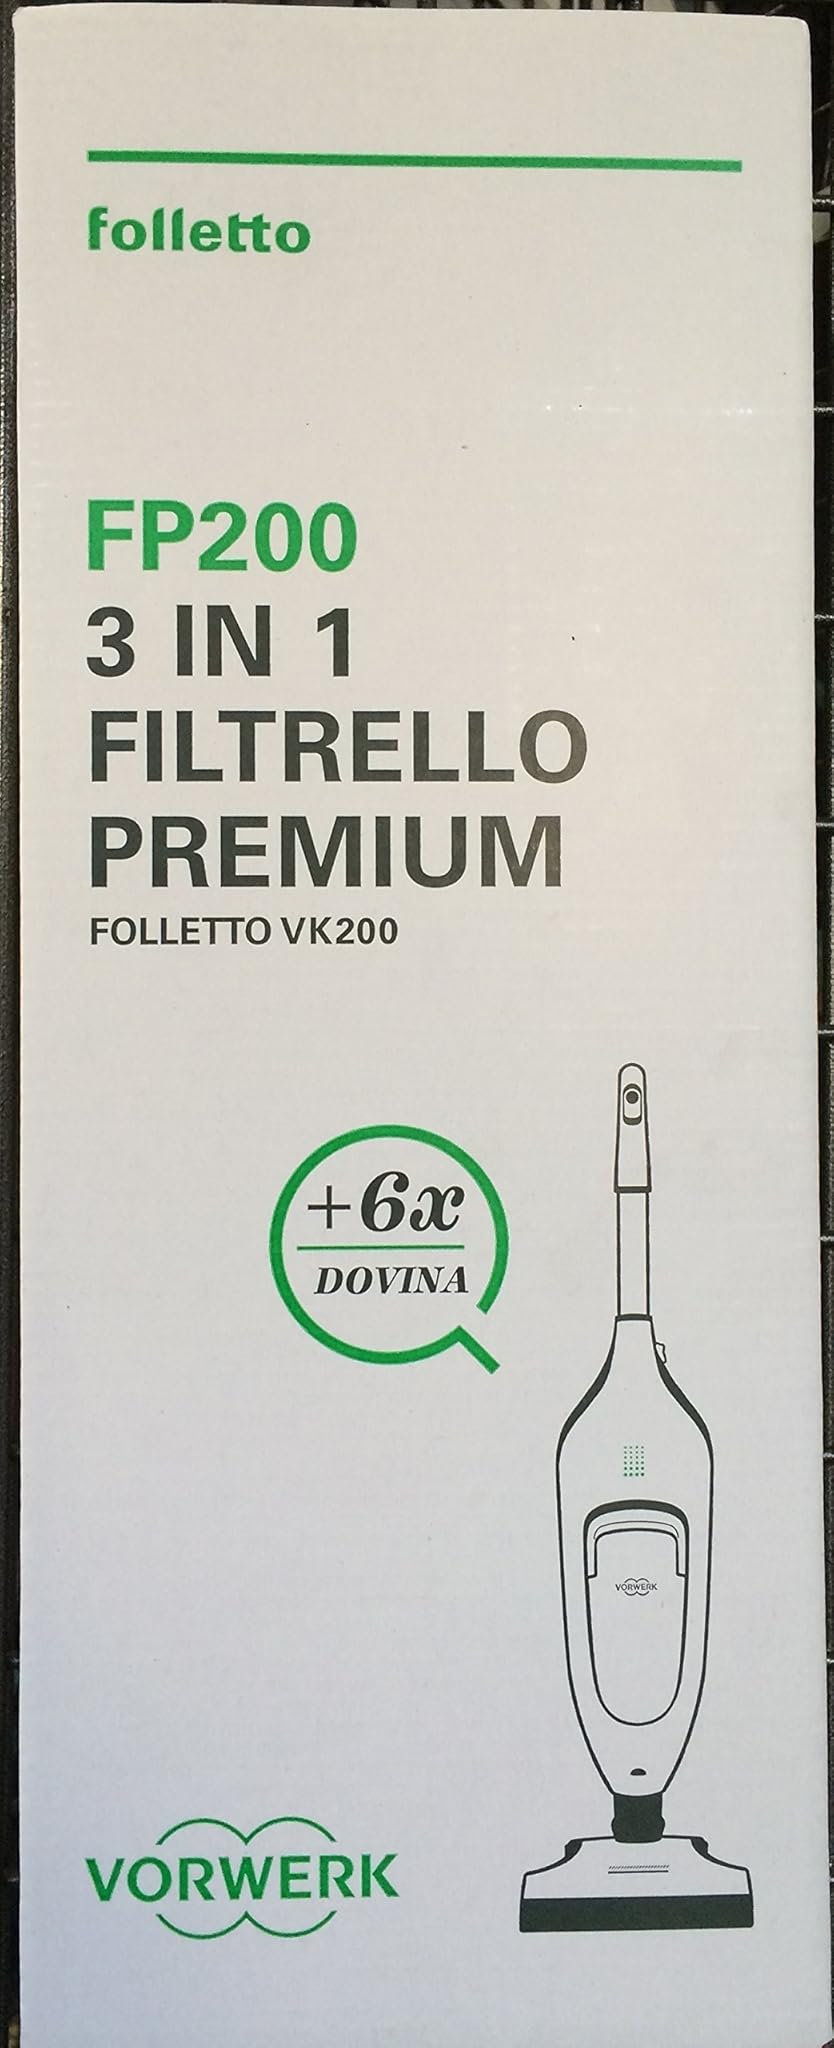 folletto
FP200
3 IN 1
FILTRELLO
PREMIUM
FOLLETTO VK200
+6x
DOVINA
VORWERK
VORWERK